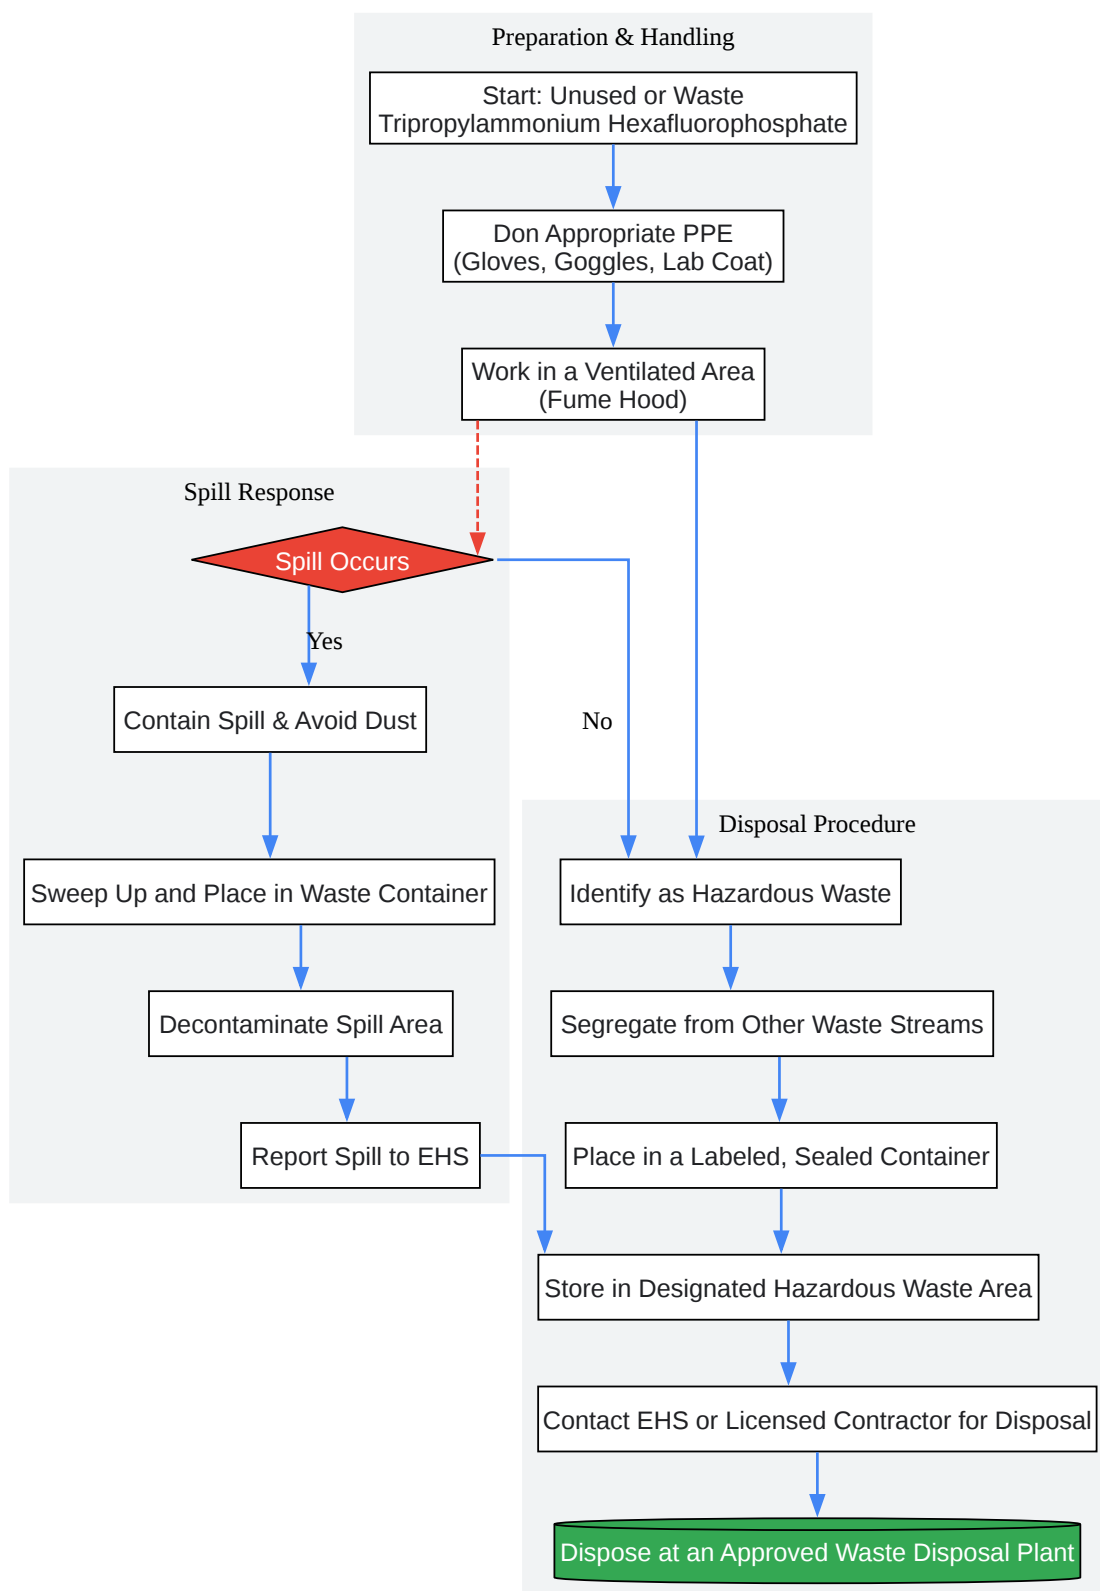 Preparation & Handling
Start: Unused or Waste
Tripropylammonium Hexafluorophosphate
Don Appropriate PPE
(Gloves, Goggles, Lab Coat)
Work in a Ventilated Area
(Fume Hood)
Spill Response
Spill Occurs
Yes
Contain Spill & Avoid Dust
No
Sweep Up and Place in Waste Container
Decontaminate Spill Area
Report Spill to EHS
Disposal Procedure
Identify as Hazardous Waste
Segregate from Other Waste Streams
Place in a Labeled, Sealed Container
Store in Designated Hazardous Waste Area
Contact EHS or Licensed Contractor for Disposal
Dispose at an Approved Waste Disposal Plant